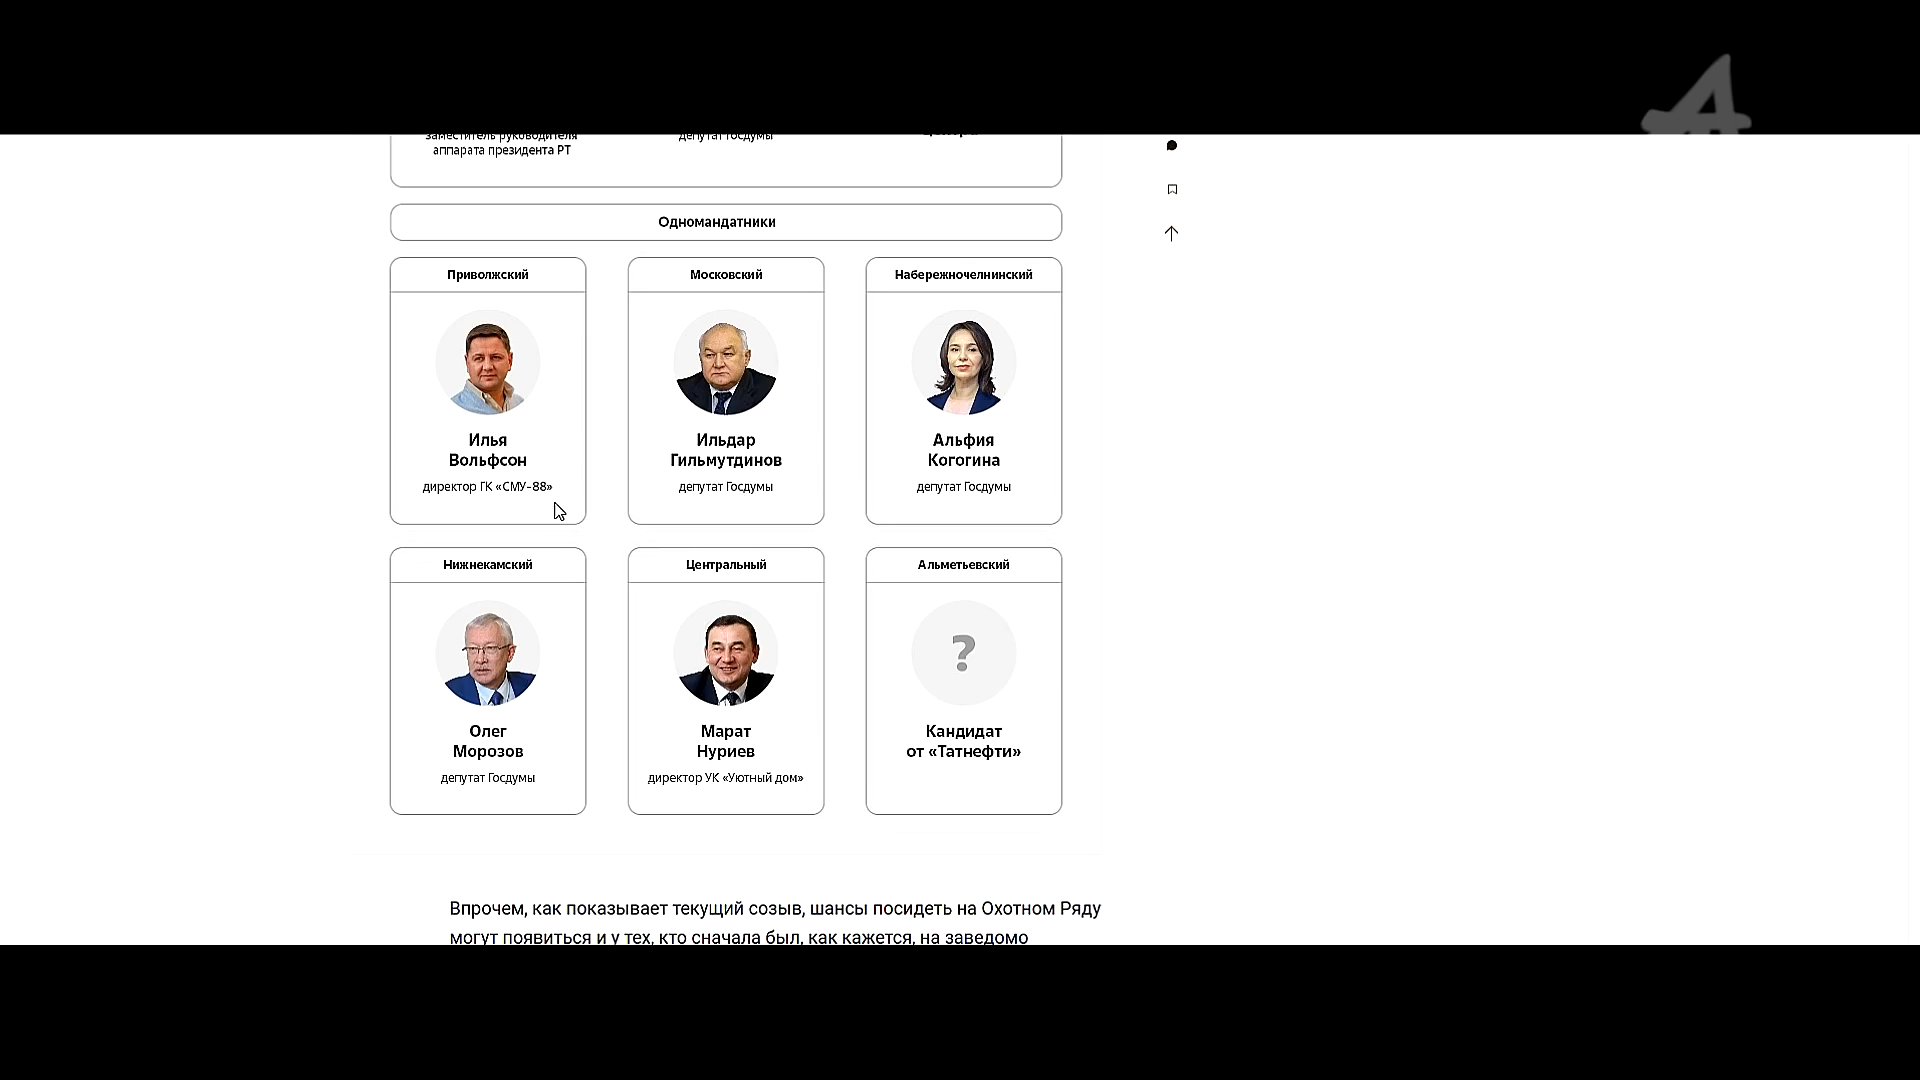 заместитель руководителя
аппарата президента РТ
депутат Госдумы
Одномандатники
Приволжский
Московский
Набережночелнинский
Илья
Вольфсон
директор ГК «СМУ-88»
Ильдар
Гильмутдинов
депутат Госдумы
Альфия
Когогина
депутат Госдумы
Нижнекамский
Центральный
Альметьевский
?
Олег
Морозов
депутат Госдумы
Марат
Нуриев
директор УК «Уютный дом»
Кандидат
от «Татнефти»
Впрочем, как показывает текущий созыв, шансы посидеть на Охотном Ряду
могут появиться и у тех, кто сначала был, как кажется, на заведомо